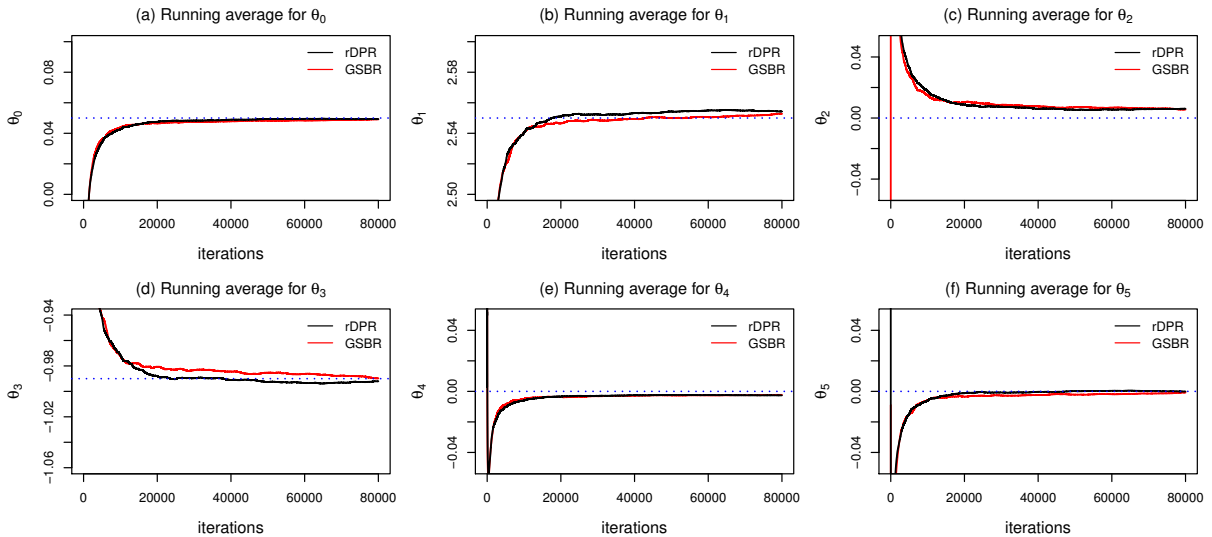 (a) Running average for θ0
θ0
0.00 0.04 0.08
rDPR
GSBR
0 20000 40000 60000 80000
iterations
(b) Running average for θ1
θ1
2.50 2.54 2.58
rDPR
GSBR
0 20000 40000 60000 80000
iterations
(c) Running average for θ2
θ2
−0.04 0.00 0.04
rDPR
GSBR
0 20000 40000 60000 80000
iterations
(d) Running average for θ3
θ3
−1.06 −1.02 −0.98 −0.94
rDPR
GSBR
0 20000 40000 60000 80000
iterations
(e) Running average for θ4
θ4
−0.04 0.00 0.04
rDPR
GSBR
0 20000 40000 60000 80000
iterations
(f) Running average for θ5
θ5
−0.04 0.00 0.04
rDPR
GSBR
0 20000 40000 60000 80000
iterations